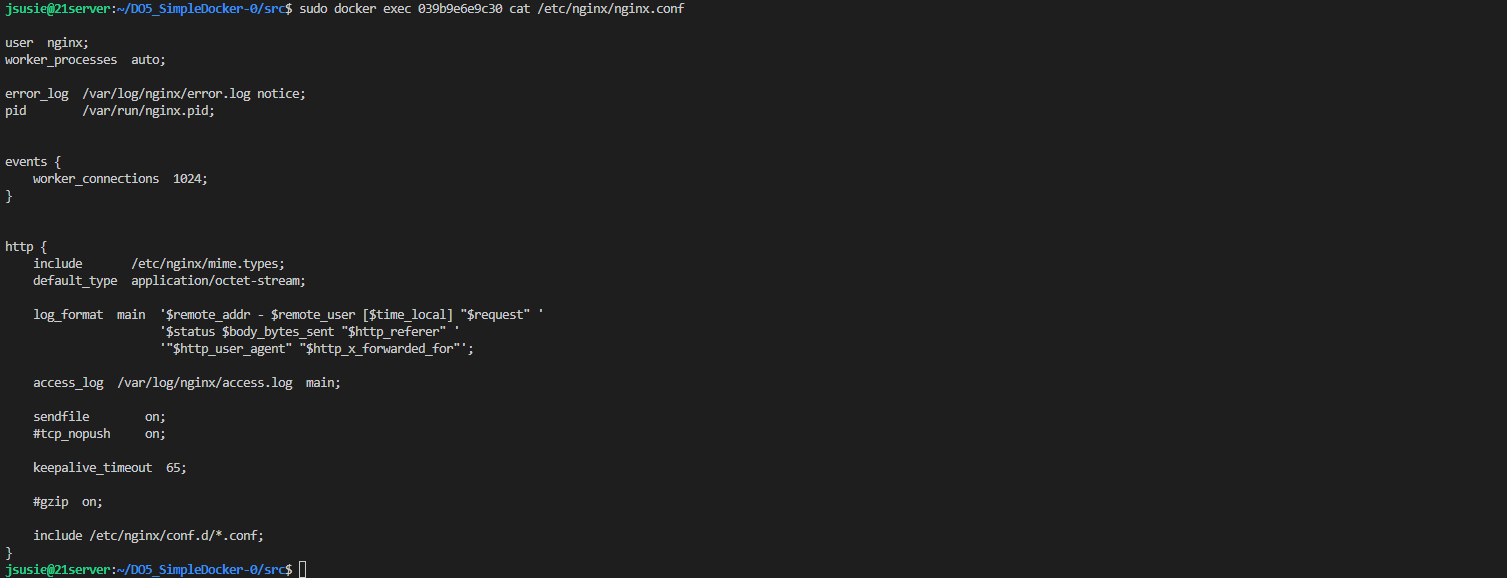 jsusie@21server:~/DO5_SimpleDocker-0/src$ sudo docker exec 039b9e6e9c30 cat /etc/nginx/nginx.conf

user  nginx;
worker_processes  auto;

error_log  /var/log/nginx/error.log notice;
pid        /var/run/nginx.pid;


events {
    worker_connections  1024;
}


http {
    include       /etc/nginx/mime.types;
    default_type  application/octet-stream;

    log_format  main  '$remote_addr - $remote_user [$time_local] "$request" '
                      '$status $body_bytes_sent "$http_referer" '
                      '"$http_user_agent" "$http_x_forwarded_for"';

    access_log  /var/log/nginx/access.log  main;

    sendfile        on;
    #tcp_nopush     on;

    keepalive_timeout  65;

    #gzip  on;

    include /etc/nginx/conf.d/*.conf;
}
jsusie@21server:~/DO5_SimpleDocker-0/src$